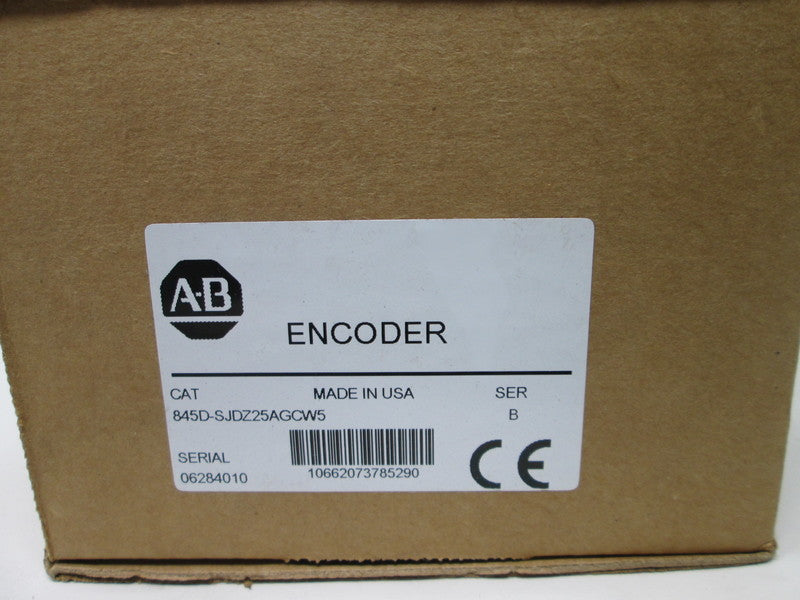 A-B
ENCODER
CAT MADE IN USA SER
845D-SJDZ25AGCW5 B
SERIAL
06284010 10662073785290
CE